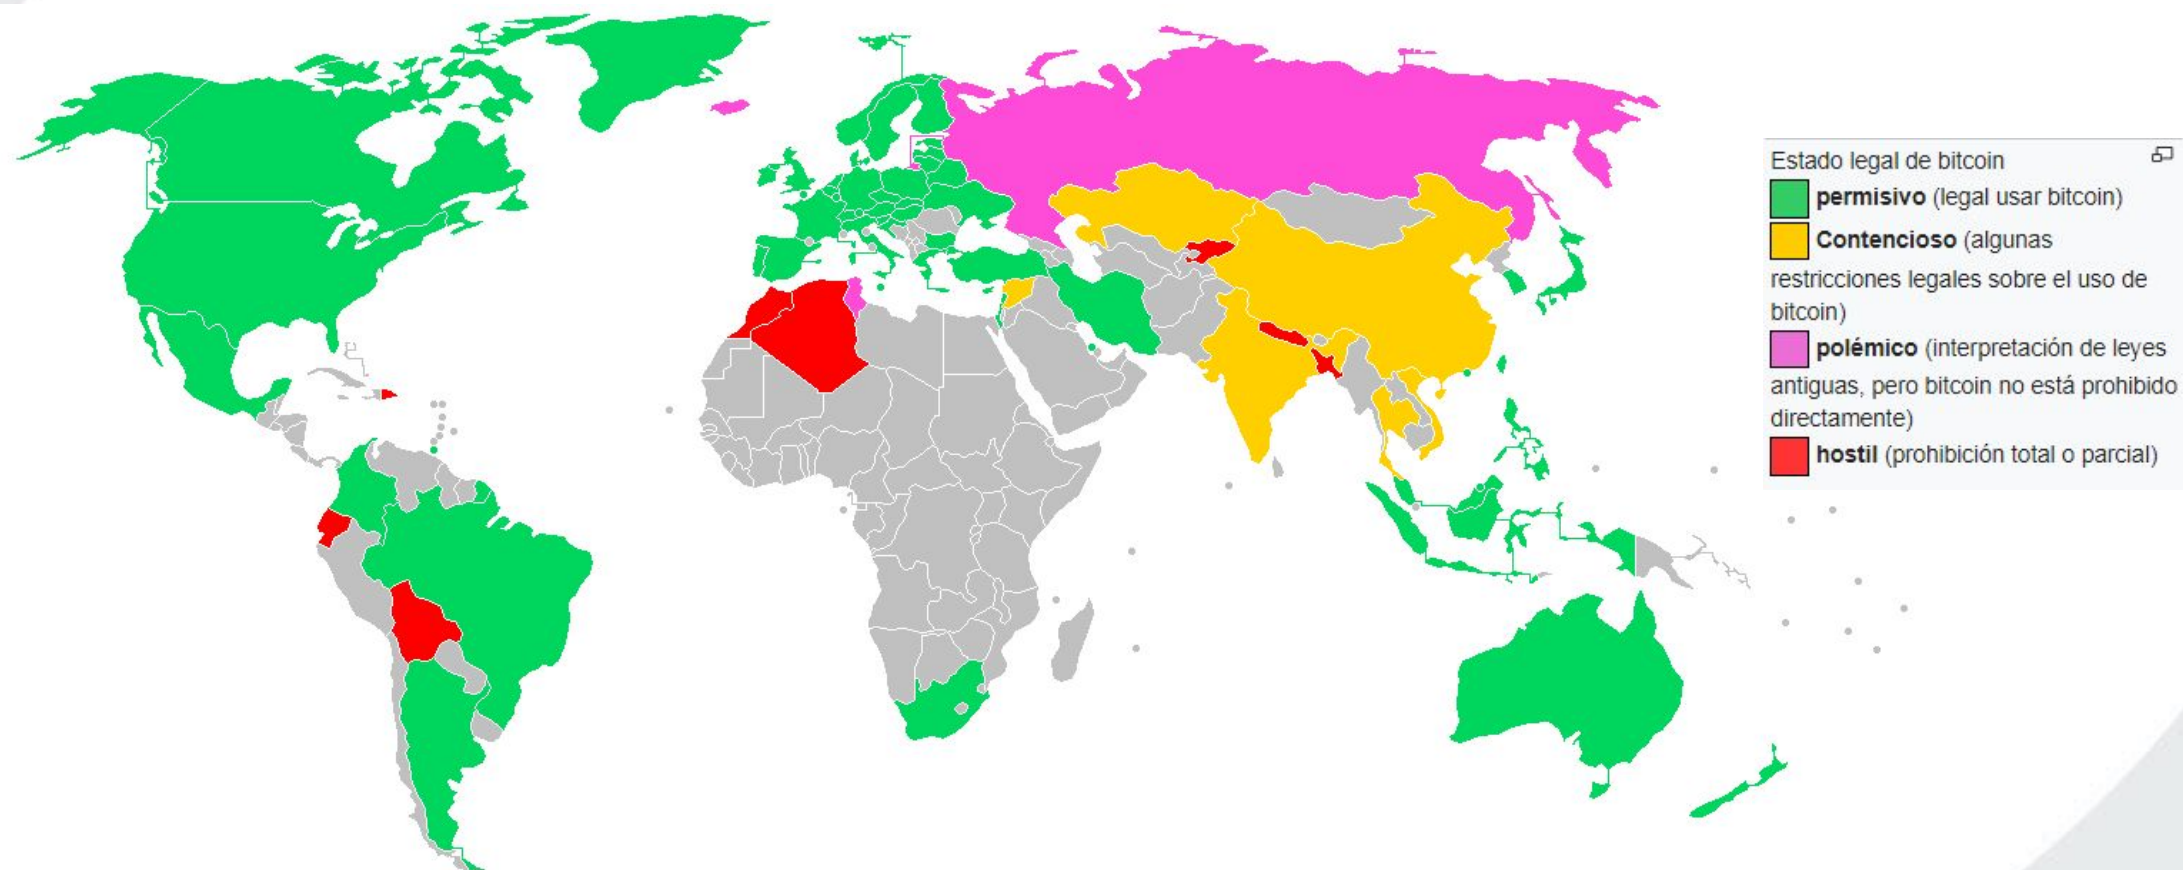 Estado legal de bitcoin
permisivo (legal usar bitcoin)
Contencioso (algunas
restricciones legales sobre el uso de
bitcoin)
polémico (interpretación de leyes
antiguas, pero bitcoin no está prohibido
directamente)
hostil (prohibición total o parcial)